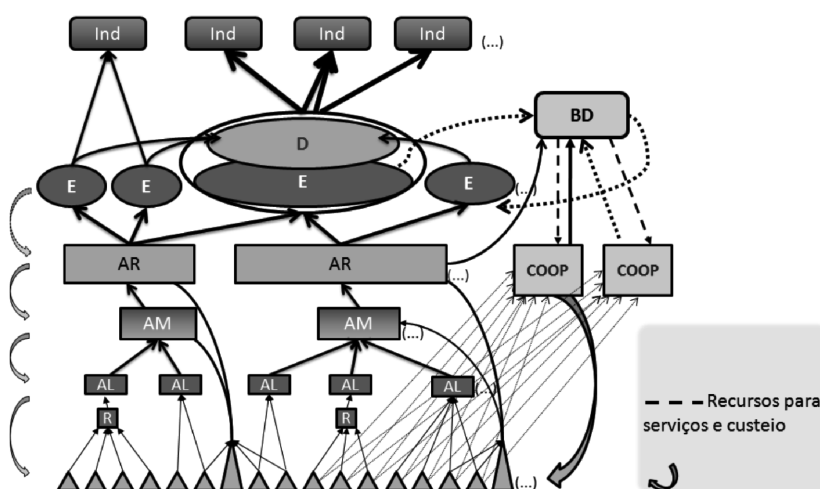 Ind
Ind
Ind
Ind
(...)
BD
D
E
E
E
E
(...)
AR
AR
(...)
COOP
COOP
AM
AM
(...)
AL
AL
AL
AL
AL
(...)
R
R
(...)
Recursos para
serviços e custeio